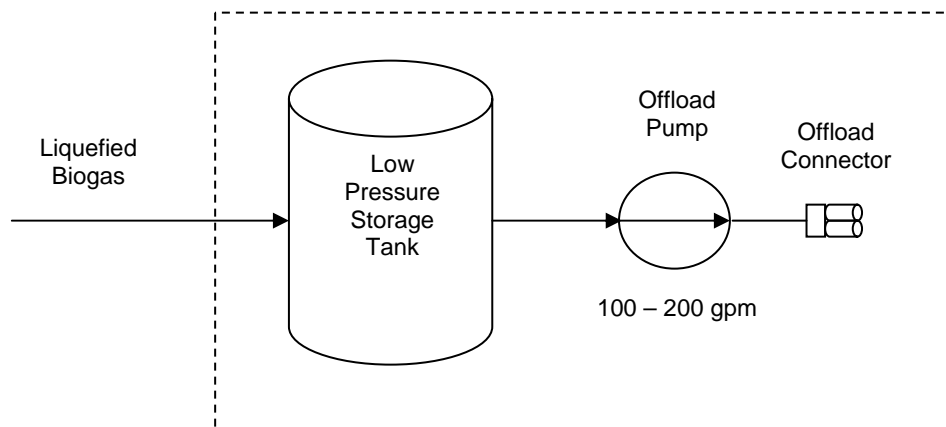 Liquefied
Biogas
Low
Pressure
Storage
Tank
Offload
Pump
100 – 200 gpm
Offload
Connector